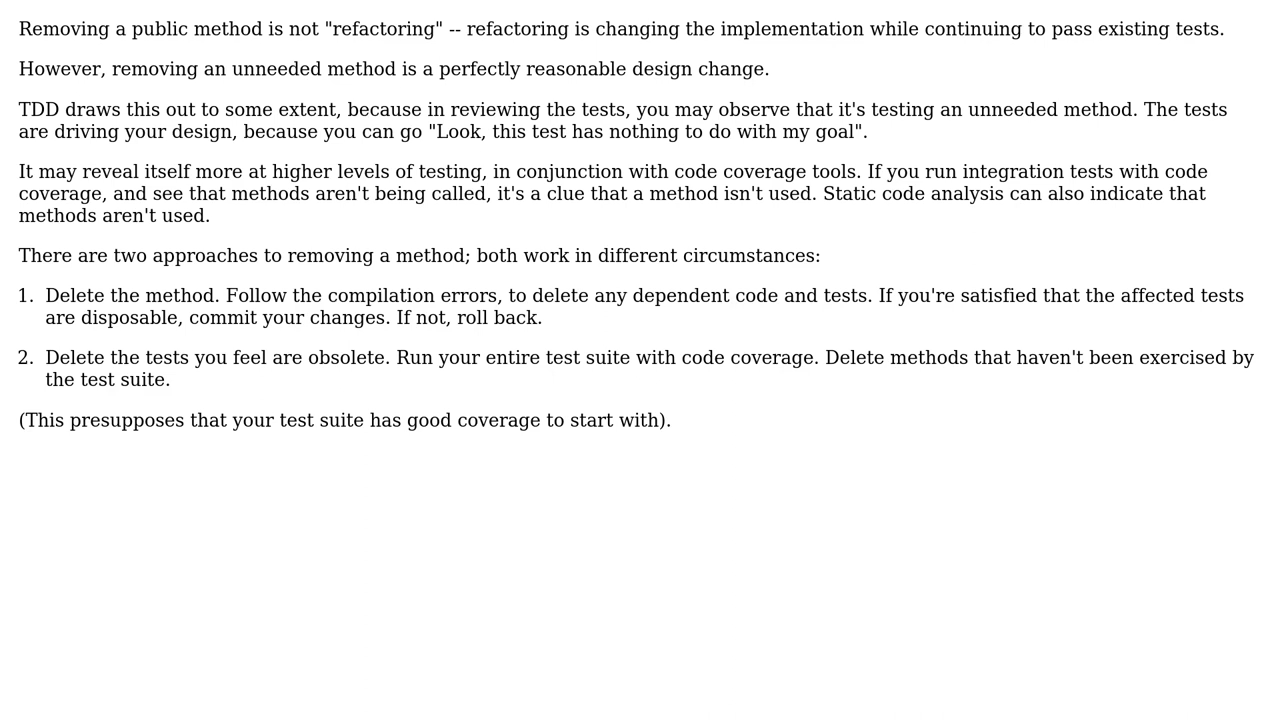 Removing a public method is not "refactoring" -- refactoring is changing the implementation while continuing to pass existing tests.
However, removing an unneeded method is a perfectly reasonable design change.
TDD draws this out to some extent, because in reviewing the tests, you may observe that it's testing an unneeded method. The tests
are driving your design, because you can go "Look, this test has nothing to do with my goal".
It may reveal itself more at higher levels of testing, in conjunction with code coverage tools. If you run integration tests with code
coverage, and see that methods aren't being called, it's a clue that a method isn't used. Static code analysis can also indicate that
methods aren't used.
There are two approaches to removing a method; both work in different circumstances:
1. Delete the method. Follow the compilation errors, to delete any dependent code and tests. If you're satisfied that the affected tests
are disposable, commit your changes. If not, roll back.
2. Delete the tests you feel are obsolete. Run your entire test suite with code coverage. Delete methods that haven't been exercised by
the test suite.
(This presupposes that your test suite has good coverage to start with).